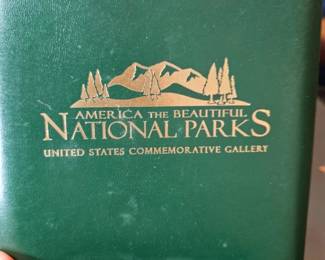 AMERICA THE BEAUTIFUL
NATIONAL PARKS
UNITED STATES COMMEMORATIVE GALLERY